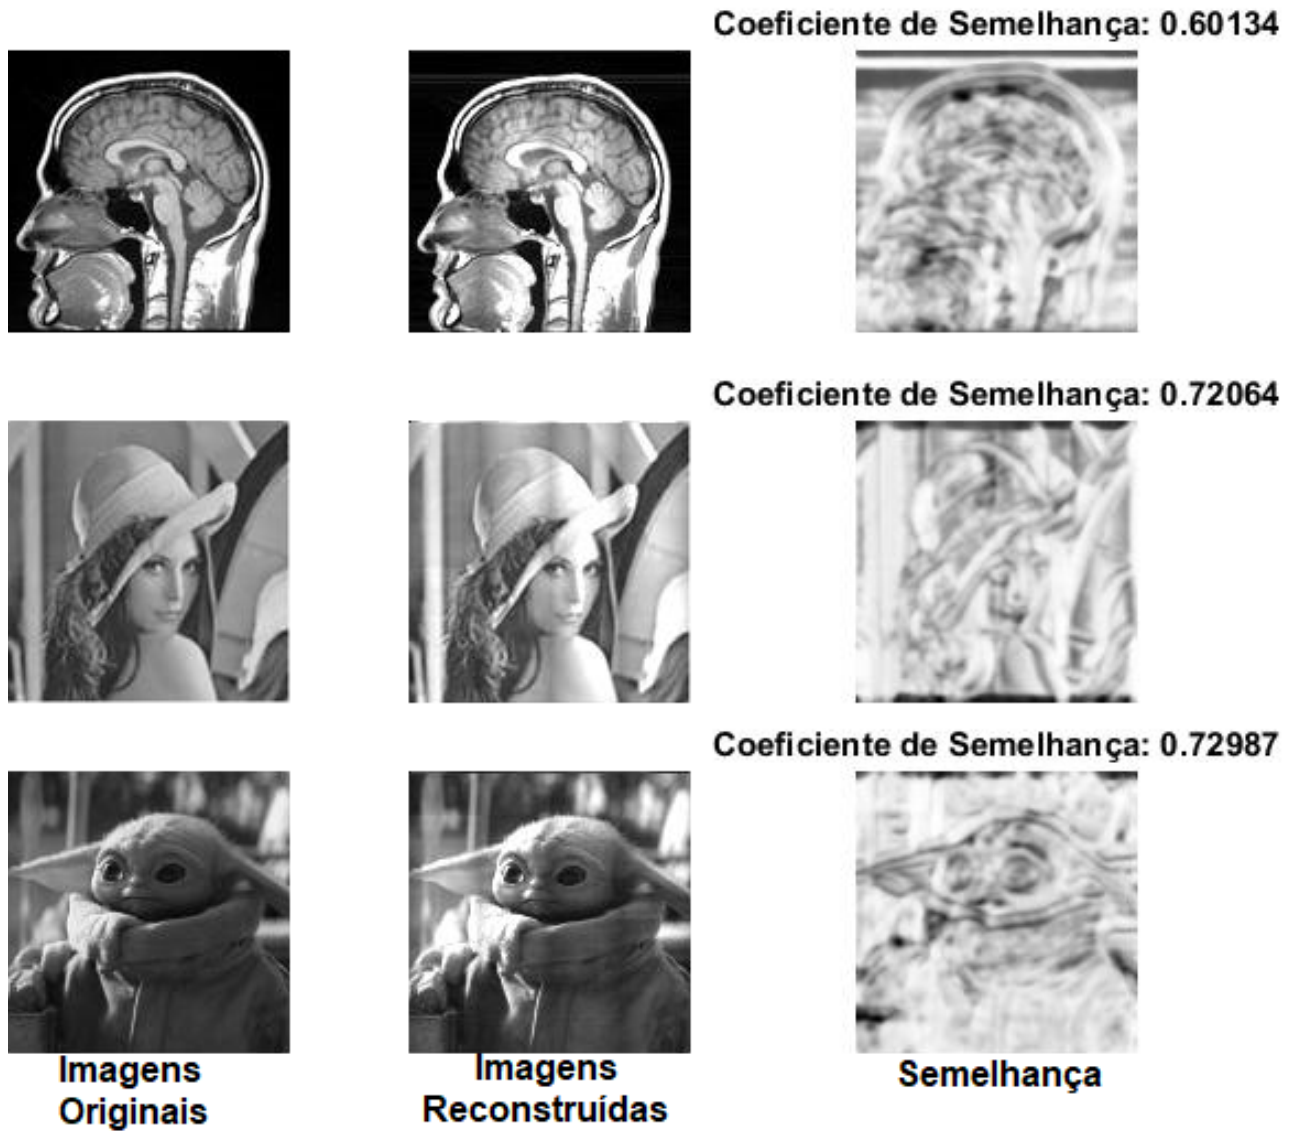 Coeficiente de Semelhança: 0.60134
Coeficiente de Semelhança: 0.72064
Coeficiente de Semelhança: 0.72987
Imagens
Originais
Imagens
Reconstruídas
Semelhança